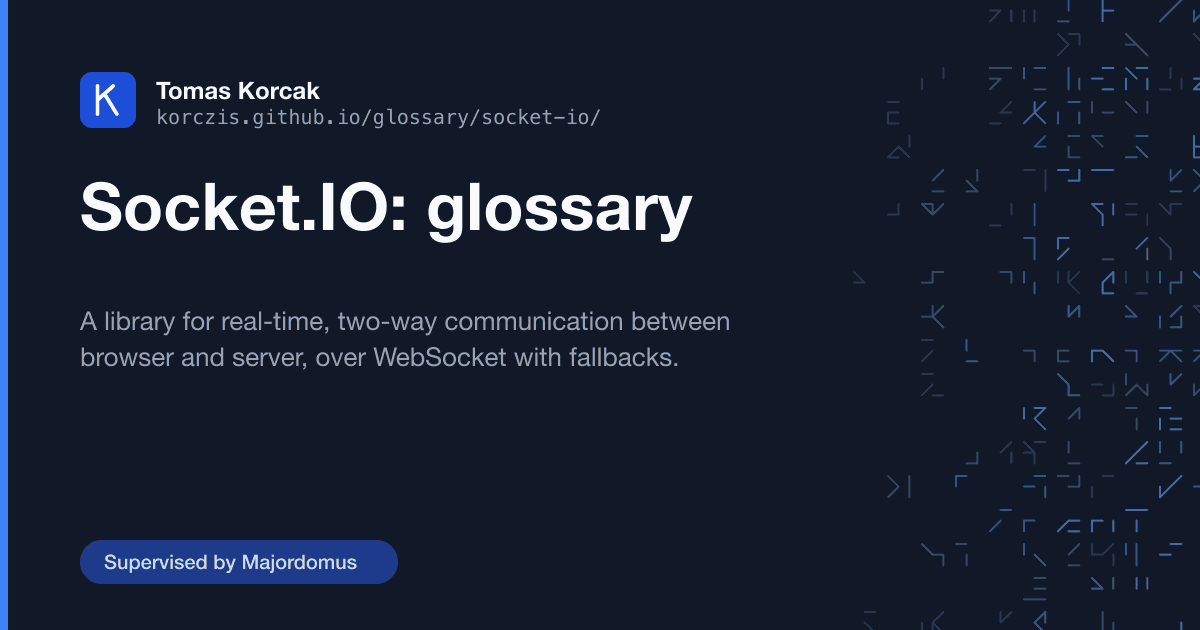 K
Tomas Korcak
korczis.github.io/glossary/socket-io/
Socket.IO: glossary
A library for real-time, two-way communication between
browser and server, over WebSocket with fallbacks.
Supervised by Majordomus